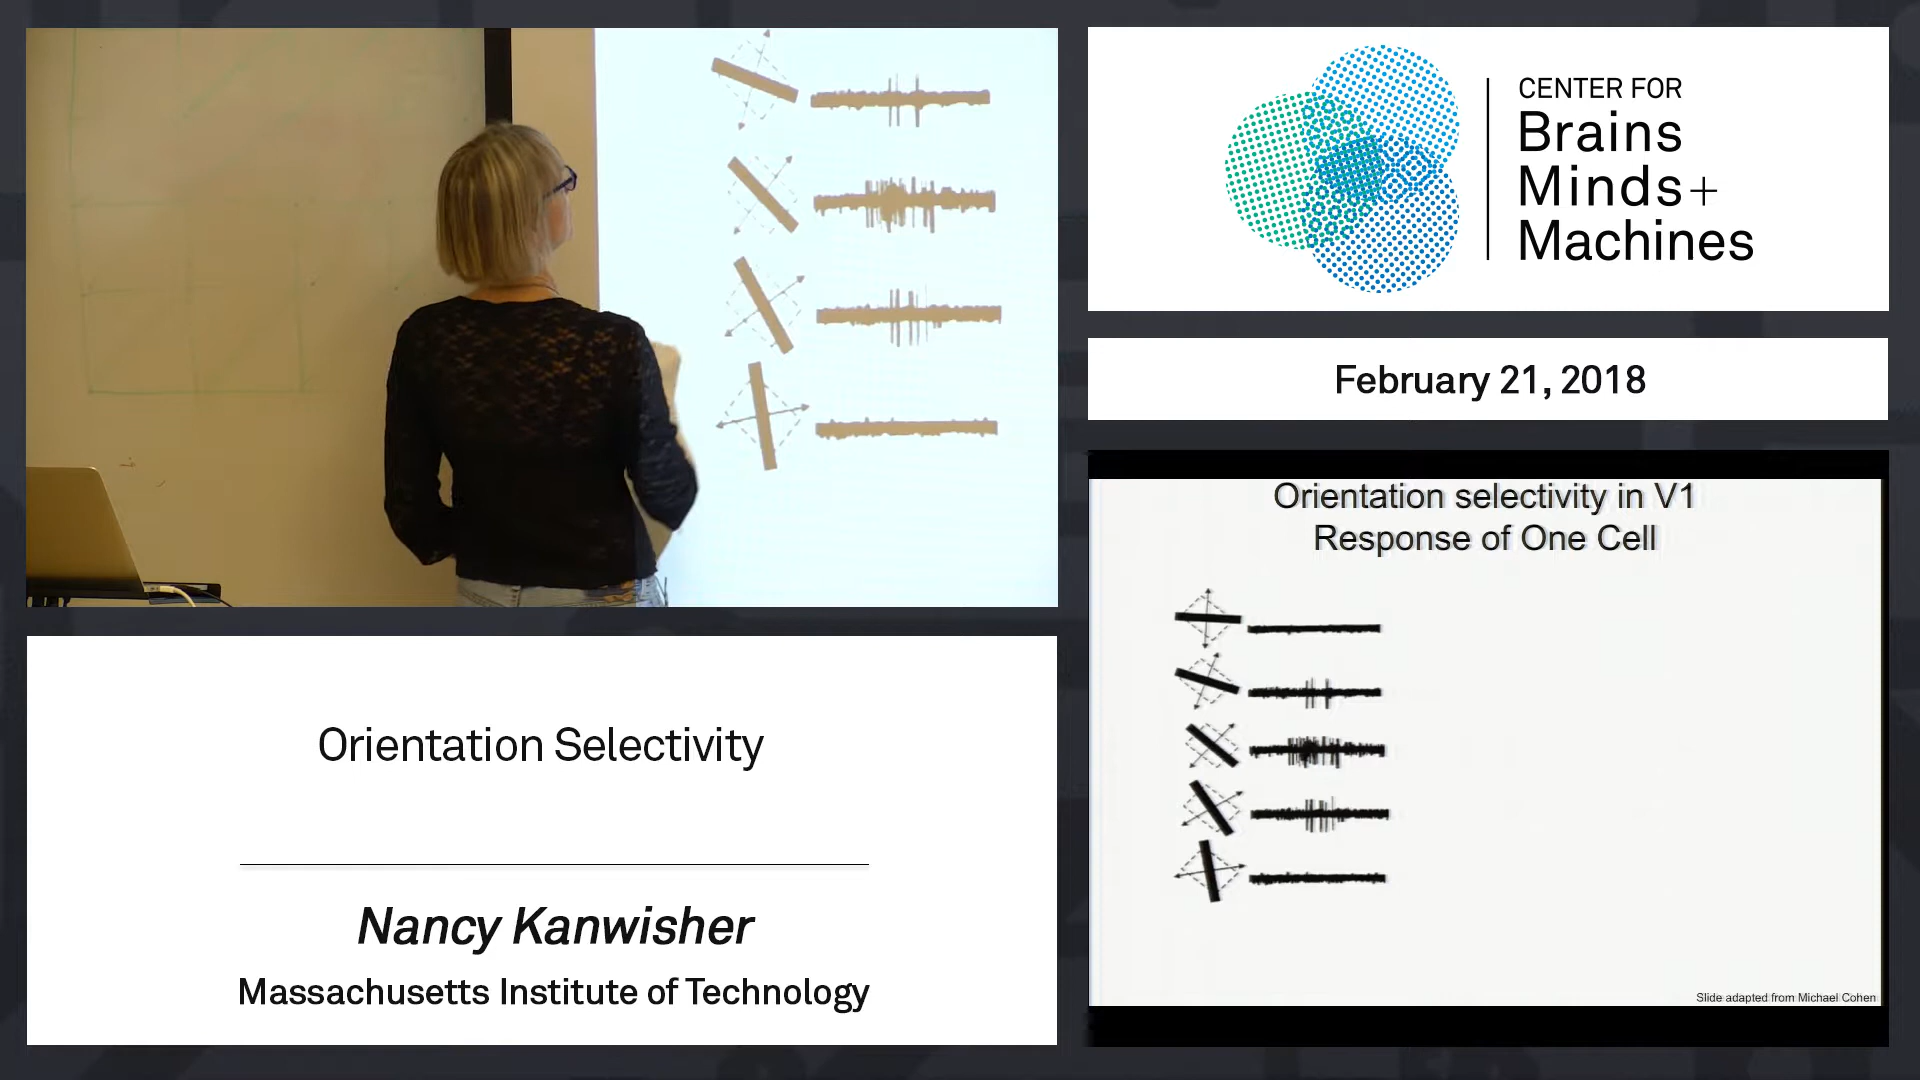 CENTER FOR
Brains
Minds+
Machines
February 21, 2018
Orientation selectivity in V1
Response of One Cell
Slide adapted from Michael Cohen
Orientation Selectivity
Nancy Kanwisher
Massachusetts Institute of Technology